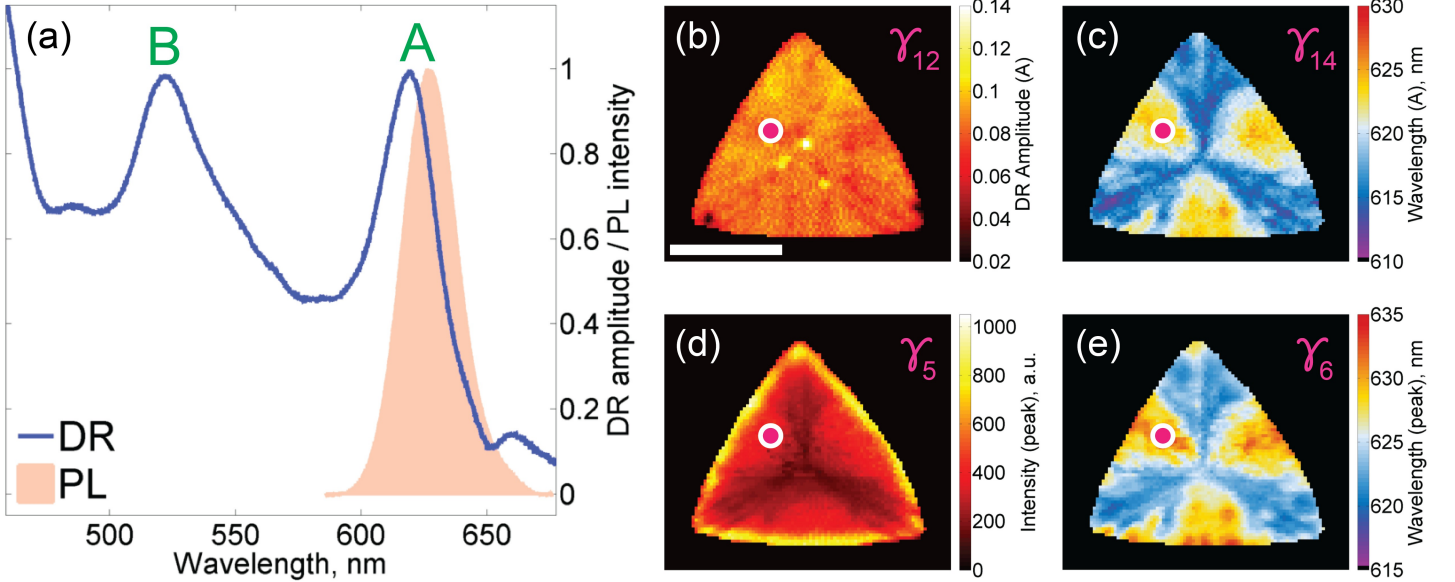 (a)
B
A
1
0.8
0.6
0.4
0.2
0
DR amplitude / PL intensity
DR
PL
500
550
600
650
Wavelength, nm
(b)
γ12
0.14
0.12
0.1
0.08
0.06
0.04
0.02
DR Amplitude (A)
(c)
γ14
630
625
620
615
610
Wavelength (A), nm
(d)
γ5
1000
800
600
400
200
0
Intensity (peak), a.u.
(e)
γ6
635
630
625
620
615
Wavelength (peak), nm